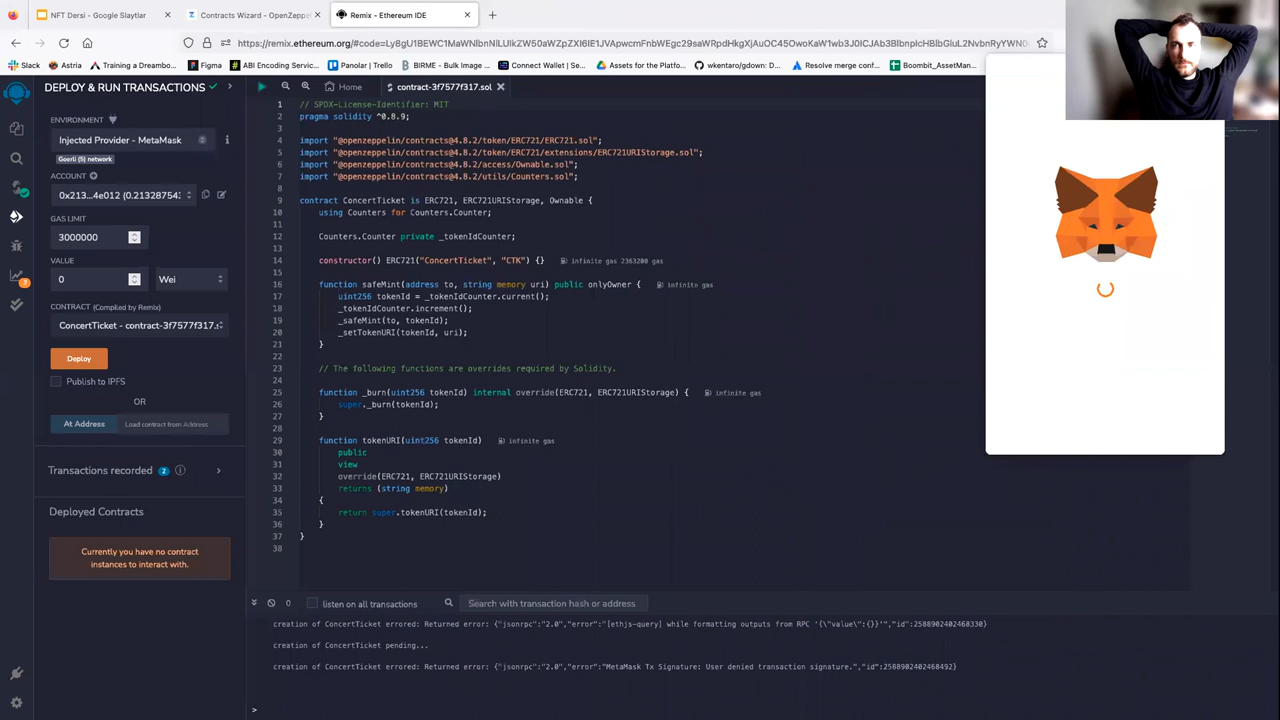 NFT Dersi - Google Slaytlar
Contracts Wizard - OpenZeppe
Remix - Ethereum IDE
https://remix.ethereum.org/#code=
Slack
Astria
Training a Dreambo...
Figma
ABI Encoding Servic...
Panolar | Trello
BIRME - Bulk Image ...
Connect Wallet | So...
Assets for the Platf...
wkentaro/gdown: D...
Resolve merge conf...
Boombit_AssetMan...
DEPLOY & RUN TRANSACTIONS
Home
contract-3f7577f317.sol
ENVIRONMENT
Injected Provider - MetaMask
Goerli (5) network
ACCOUNT
0x213...4e012 (0.21328754
GAS LIMIT
3000000
VALUE
0
Wei
CONTRACT (Compiled by Remix)
ConcertTicket - contract-3f7577f317.
Deploy
Publish to IPFS
OR
At Address
Load contract from Address
Transactions recorded 2
Deployed Contracts
Currently you have no contract
instances to interact with.
1 // SPDX-License-Identifier: MIT
2 pragma solidity ^0.8.9;
3
4 import "@openzeppelin/contracts@4.8.2/token/ERC721/ERC721.sol";
5 import "@openzeppelin/contracts@4.8.2/token/ERC721/extensions/ERC721URIStorage.sol";
6 import "@openzeppelin/contracts@4.8.2/access/Ownable.sol";
7 import "@openzeppelin/contracts@4.8.2/utils/Counters.sol";
8
9 contract ConcertTicket is ERC721, ERC721URIStorage, Ownable {
10 using Counters for Counters.Counter;
11
12 Counters.Counter private _tokenIdCounter;
13
14 constructor() ERC721("ConcertTicket", "CTK") {} infinite gas 2363200 gas
15
16 function safeMint(address to, string memory uri) public onlyOwner { infinite gas
17 uint256 tokenId = _tokenIdCounter.current();
18 _tokenIdCounter.increment();
19 _safeMint(to, tokenId);
20 _setTokenURI(tokenId, uri);
21 }
22
23 // The following functions are overrides required by Solidity.
24
25 function _burn(uint256 tokenId) internal override(ERC721, ERC721URIStorage) { infinite gas
26 super._burn(tokenId);
27 }
28
29 function tokenURI(uint256 tokenId) infinite gas
30 public
31 view
32 override(ERC721, ERC721URIStorage)
33 returns (string memory)
34 {
35 return super.tokenURI(tokenId);
36 }
37 }
38
0
listen on all transactions
Search with transaction hash or address
creation of ConcertTicket errored: Returned error: {"jsonrpc":"2.0","error":"[ethjs-query] while formatting outputs from RPC '{\"value\":{}}'","id":2588902402468330}
creation of ConcertTicket pending...
creation of ConcertTicket errored: Returned error: {"jsonrpc":"2.0","error":"MetaMask Tx Signature: User denied transaction signature.","id":2588902402468492}
>